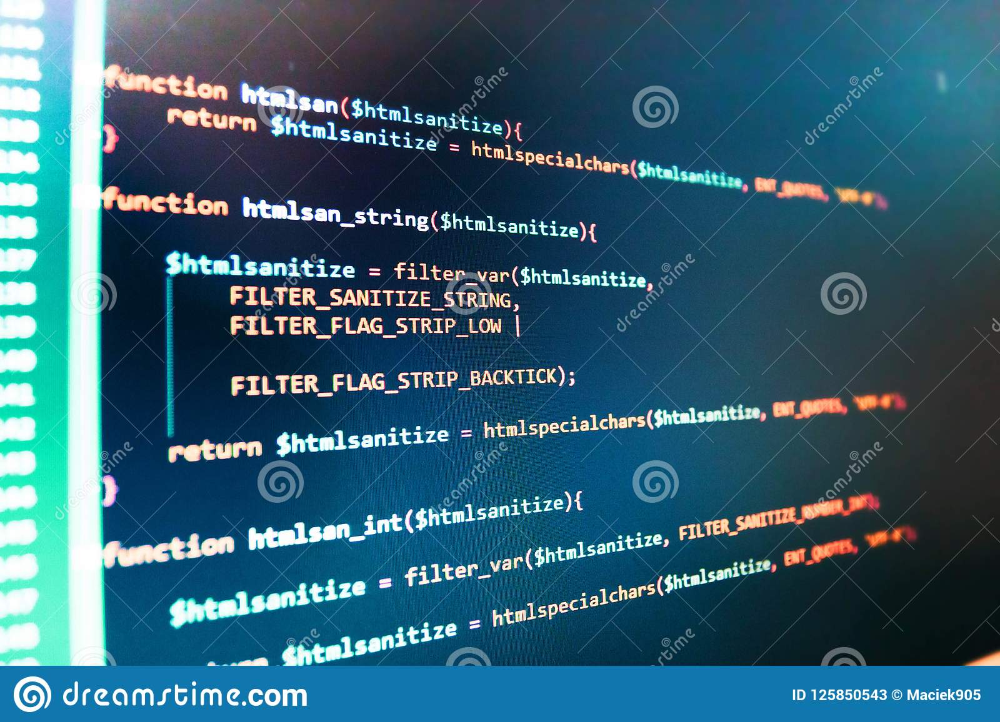 function htmlsan($htmlsanitize){
return $htmlsanitize = htmlspecialchars($htmlsanitize, ENT_QUOTES, 'UTF-8');
}
function htmlsan_string($htmlsanitize){
$htmlsanitize = filter_var($htmlsanitize,
FILTER_SANITIZE_STRING,
FILTER_FLAG_STRIP_LOW |
FILTER_FLAG_STRIP_BACKTICK);
return $htmlsanitize = htmlspecialchars($htmlsanitize, ENT_QUOTES, 'UTF-8');
}
function htmlsan_int($htmlsanitize){
$htmlsanitize = filter_var($htmlsanitize, FILTER_SANITIZE_NUMBER_INT);
$htmlsanitize = htmlspecialchars($htmlsanitize, ENT_QUOTES, 'UTF-8');
dreamstime.com
ID 125850543 © Maciek905